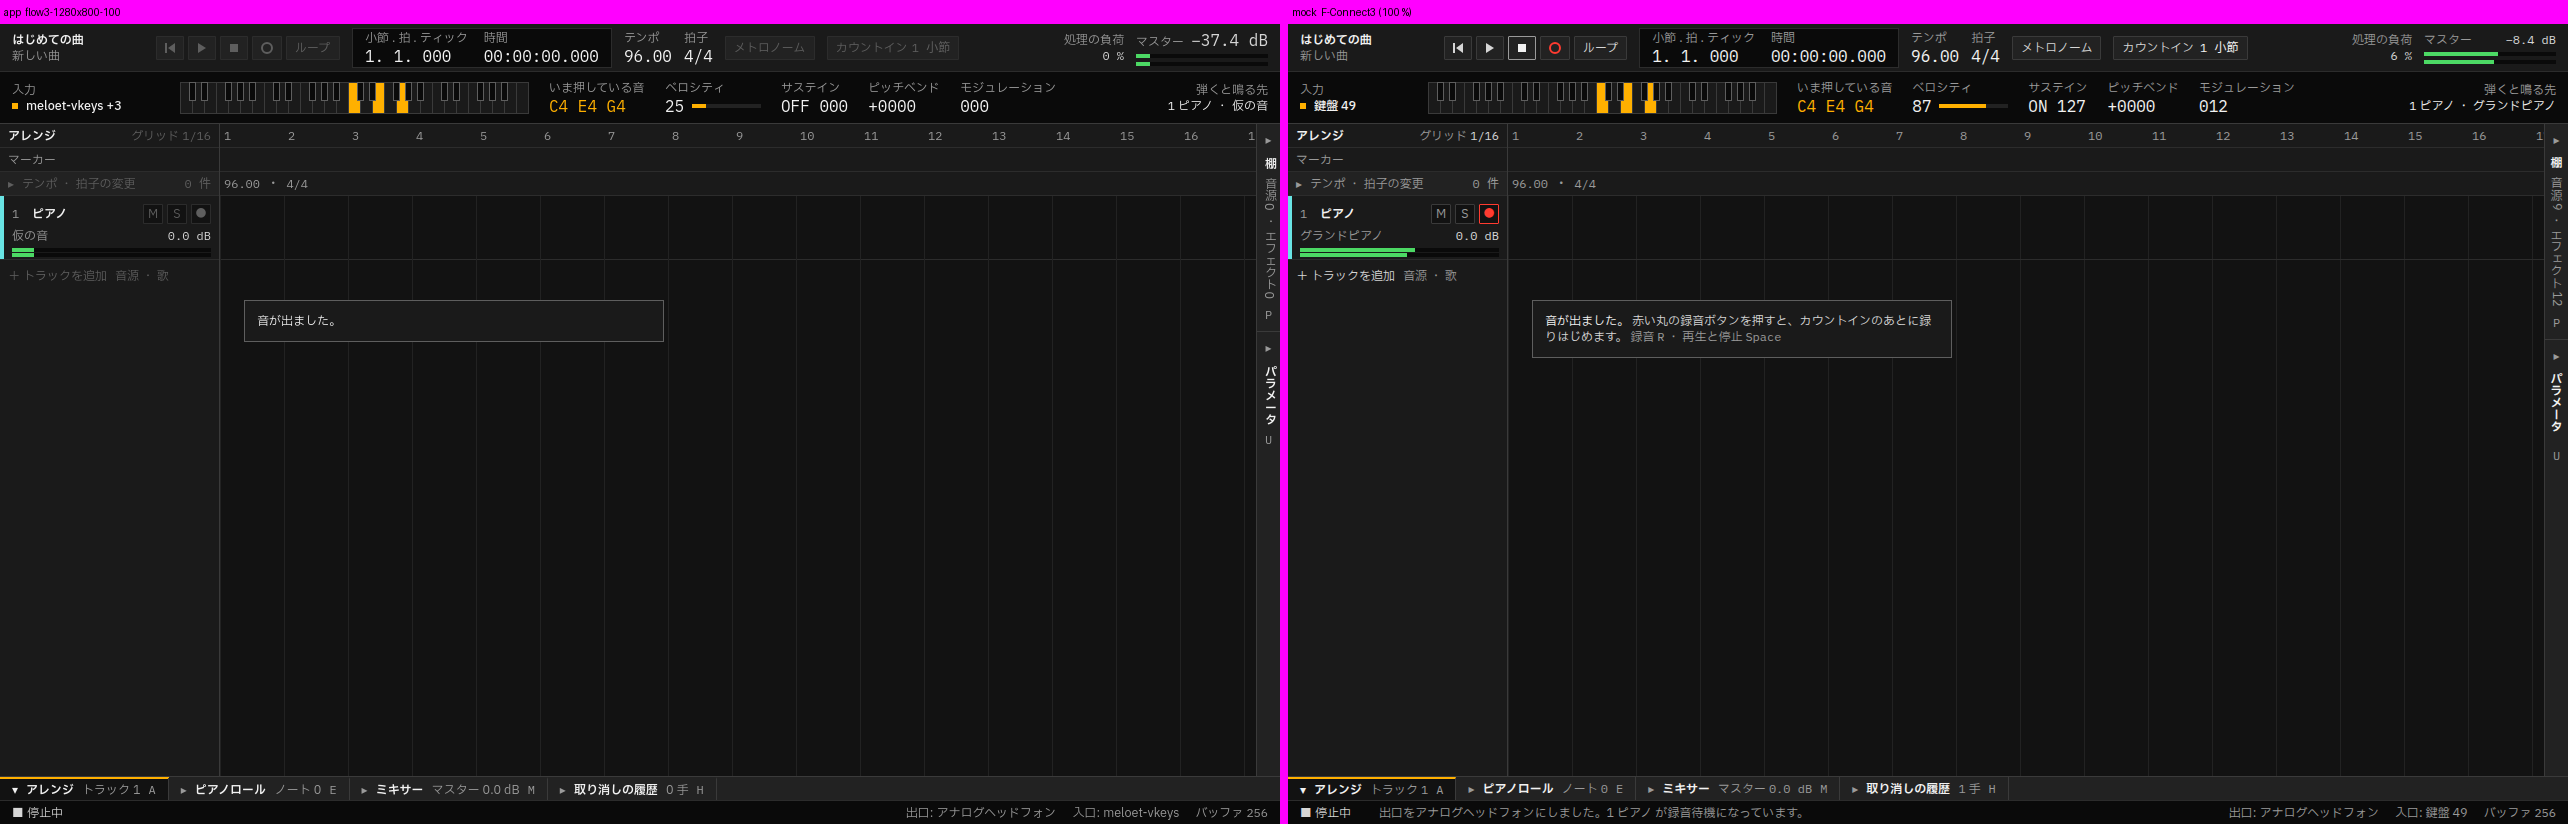 app flow3-1280x800-100
はじめての曲
新しい曲
ループ
小節 . 拍 . ティック 時間
1. 1. 000 00:00:00.000
テンポ 拍子
96.00 4/4
メトロノーム
カウントイン 1 小節
処理の負荷
0 %
マスター -37.4 dB
入力
meloet-vkeys +3
いま押している音
C4 E4 G4
ベロシティ
25
サステイン
OFF 000
ピッチベンド
+0000
モジュレーション
000
弾くと鳴る先
1 ピアノ · 仮の音
アレンジ グリッド 1/16
1 2 3 4 5 6 7 8 9 10 11 12 13 14 15 16 1
マーカー
▸ テンポ · 拍子の変更 0 件
96.00 · 4/4
1 ピアノ M S
仮の音 0.0 dB
+ トラックを追加 音源 · 歌
音が出ました。
▸ 棚 音源 0 · エフェクト 0 P
▸ パラメータ U
▾ アレンジ トラック 1 A
▸ ピアノロール ノート 0 E
▸ ミキサー マスター 0.0 dB M
▸ 取り消しの履歴 0 手 H
■ 停止中
出口: アナログヘッドフォン 入口: meloet-vkeys バッファ 256
mock F-Connect3 (100 %)
はじめての曲
新しい曲
ループ
小節 . 拍 . ティック 時間
1. 1. 000 00:00:00.000
テンポ 拍子
96.00 4/4
メトロノーム
カウントイン 1 小節
処理の負荷
6 %
マスター -8.4 dB
入力
鍵盤 49
いま押している音
C4 E4 G4
ベロシティ
87
サステイン
ON 127
ピッチベンド
+0000
モジュレーション
012
弾くと鳴る先
1 ピアノ · グランドピアノ
アレンジ グリッド 1/16
1 2 3 4 5 6 7 8 9 10 11 12 13 14 15 16 1
マーカー
▸ テンポ · 拍子の変更 0 件
96.00 · 4/4
1 ピアノ M S
グランドピアノ 0.0 dB
+ トラックを追加 音源 · 歌
音が出ました。 赤い丸の録音ボタンを押すと、カウントインのあとに録
りはじめます。 録音 R · 再生と停止 Space
▸ 棚 音源 9 · エフェクト 12 P
▸ パラメータ U
▾ アレンジ トラック 1 A
▸ ピアノロール ノート 0 E
▸ ミキサー マスター 0.0 dB M
▸ 取り消しの履歴 1 手 H
■ 停止中 出口をアナログヘッドフォンにしました。1 ピアノ が録音待機になっています。
出口: アナログヘッドフォン 入口: 鍵盤 49 バッファ 256